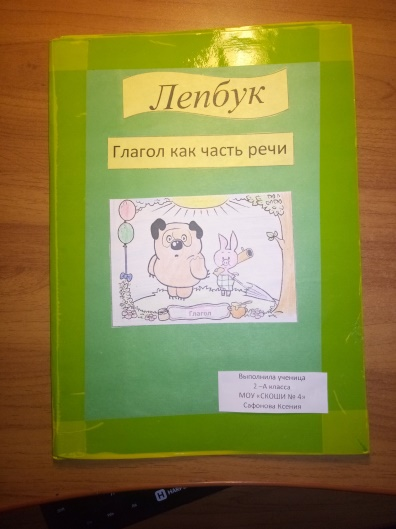 Лепбук
Глагол как часть речи
Глагол
Выполнила ученица
2 –А класса
МОУ «СКОШИ № 4»
Сафонова Ксения